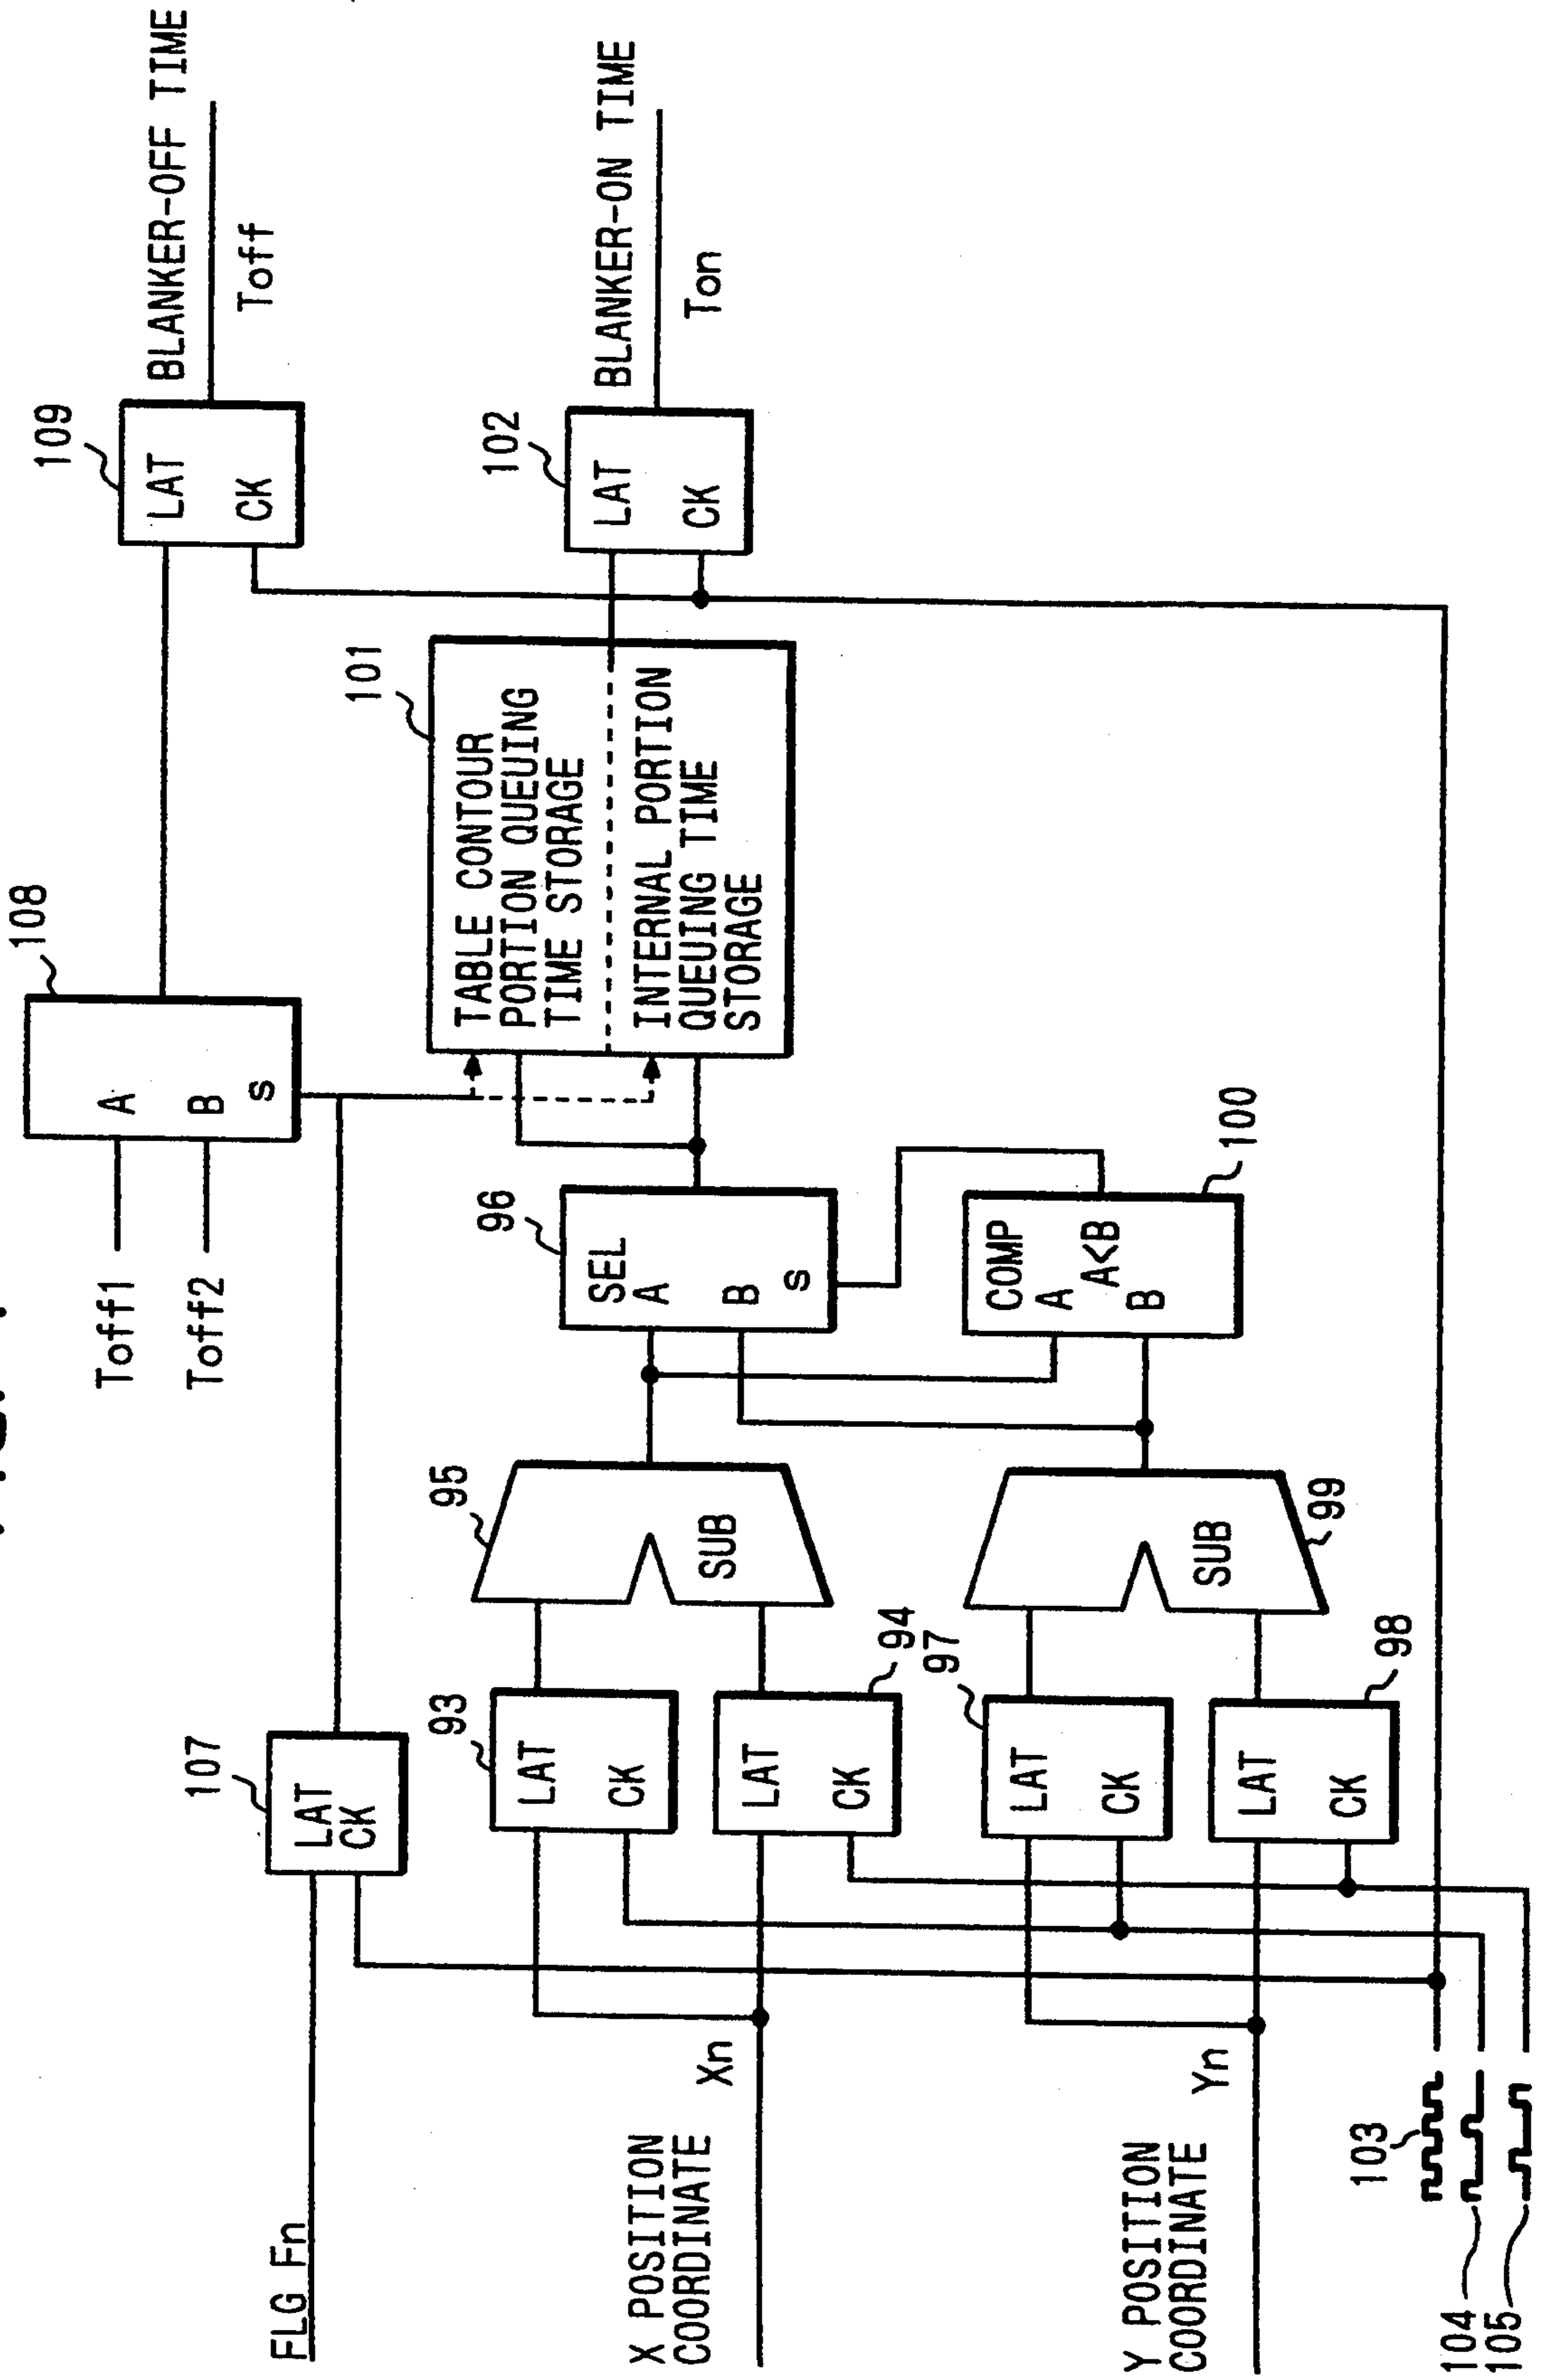 109
BLANKER-OFF TIME
LAT
CK
Toff
108
A
B
s
Toff1
Toff2
102
BLANKER-ON TIME
LAT
CK
Ton
101
TABLE CONTOUR
PORTION QUEUING
TIME STORAGE
INTERNAL PORTION
QUEUING TIME
STORAGE
96
SEL
A
B
s
100
COMP
A
A<B
B
95
SUB
99
SUB
107
LAT
CK
93
LAT
CK
94
LAT
CK
97
LAT
CK
98
LAT
CK
FLG Fn
X POSITION
COORDINATE
Xn
Y POSITION
COORDINATE
Yn
103
104
105